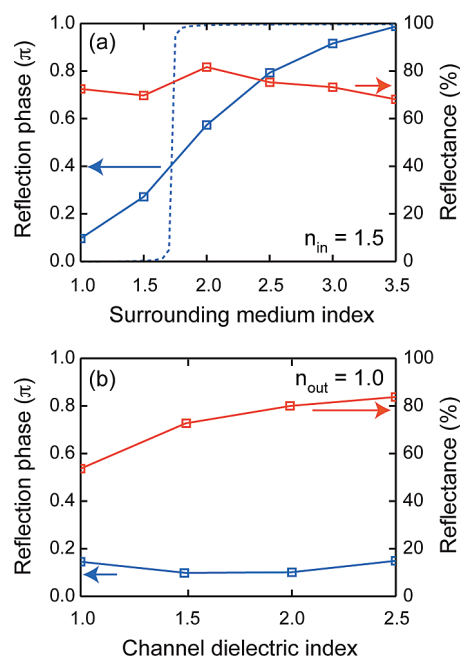 (a)
Reflection phase (π)
1.0
0.8
0.6
0.4
0.2
0.0
100
80
60
40
20
0
Reflectance (%)
n_in = 1.5
1.0 1.5 2.0 2.5 3.0 3.5
Surrounding medium index
(b)
Reflection phase (π)
1.0
0.8
0.6
0.4
0.2
0.0
100
80
60
40
20
0
Reflectance (%)
n_out = 1.0
1.0 1.5 2.0 2.5
Channel dielectric index